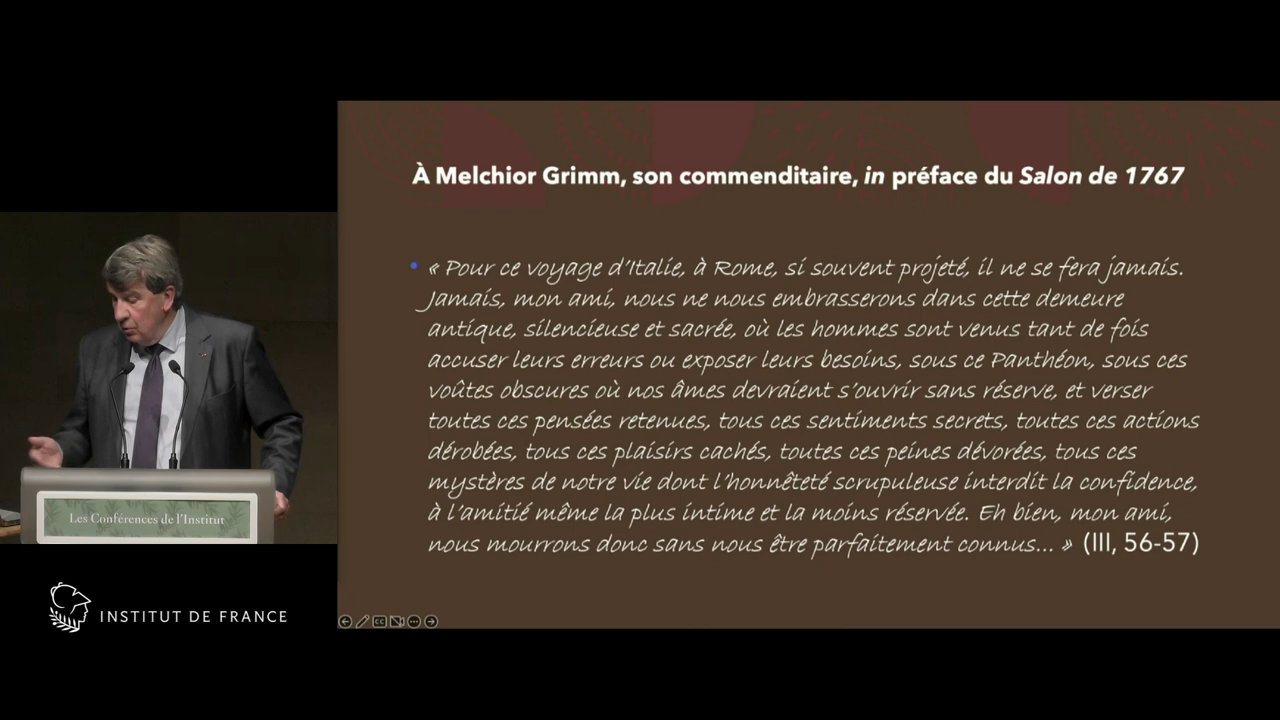 À Melchior Grimm, son commenditaire, in préface du Salon de 1767
• « Pour ce voyage d'Italie, à Rome, si souvent projeté, il ne se fera jamais.
Jamais, mon ami, nous ne nous embrasserons dans cette demeure
antique, silencieuse et sacrée, où les hommes sont venus tant de fois
accuser leurs erreurs ou exposer leurs besoins, sous ce Panthéon, sous ces
voûtes obscures où nos âmes devraient s'ouvrir sans réserve, et verser
toutes ces pensées retenues, tous ces sentiments secrets, toutes ces actions
dérobées, tous ces plaisirs cachés, toutes ces peines dévorées, tous ces
mystères de notre vie dont l'honnêteté scrupuleuse interdit la confidence,
à l'amitié même la plus intime et la moins réservée. Eh bien, mon ami,
nous mourrons donc sans nous être parfaitement connus... » (III, 56-57)
Les Conférences de l'Institut
INSTITUT DE FRANCE
CC